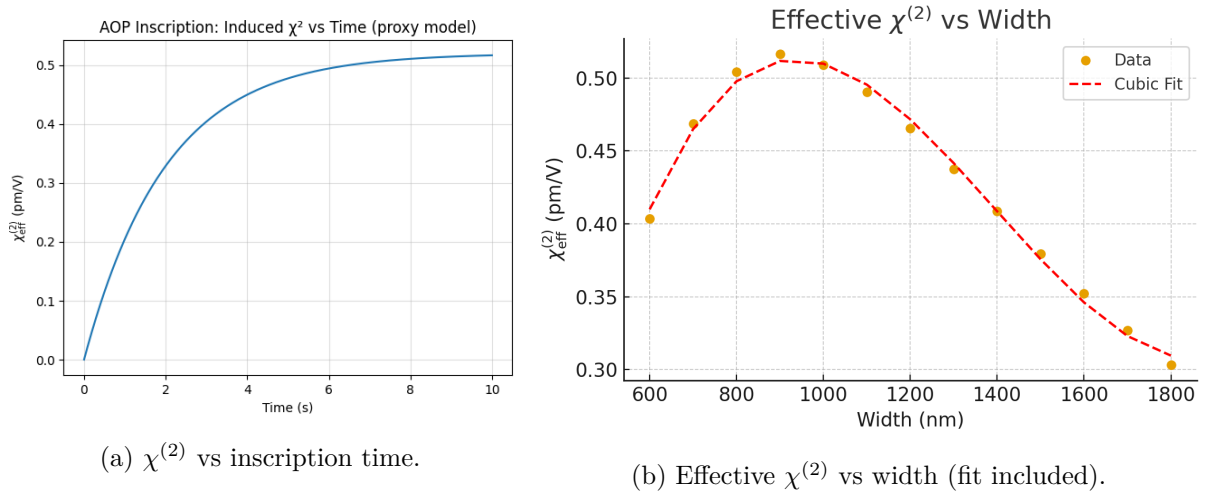 AOP Inscription: Induced χ² vs Time (proxy model)
χ_eff^(2) (pm/V)
0.5
0.4
0.3
0.2
0.1
0.0
0 2 4 6 8 10
Time (s)
(a) χ^(2) vs inscription time.
Effective χ^(2) vs Width
χ_eff^(2) (pm/V)
Data
Cubic Fit
0.50
0.45
0.40
0.35
0.30
600 800 1000 1200 1400 1600 1800
Width (nm)
(b) Effective χ^(2) vs width (fit included).